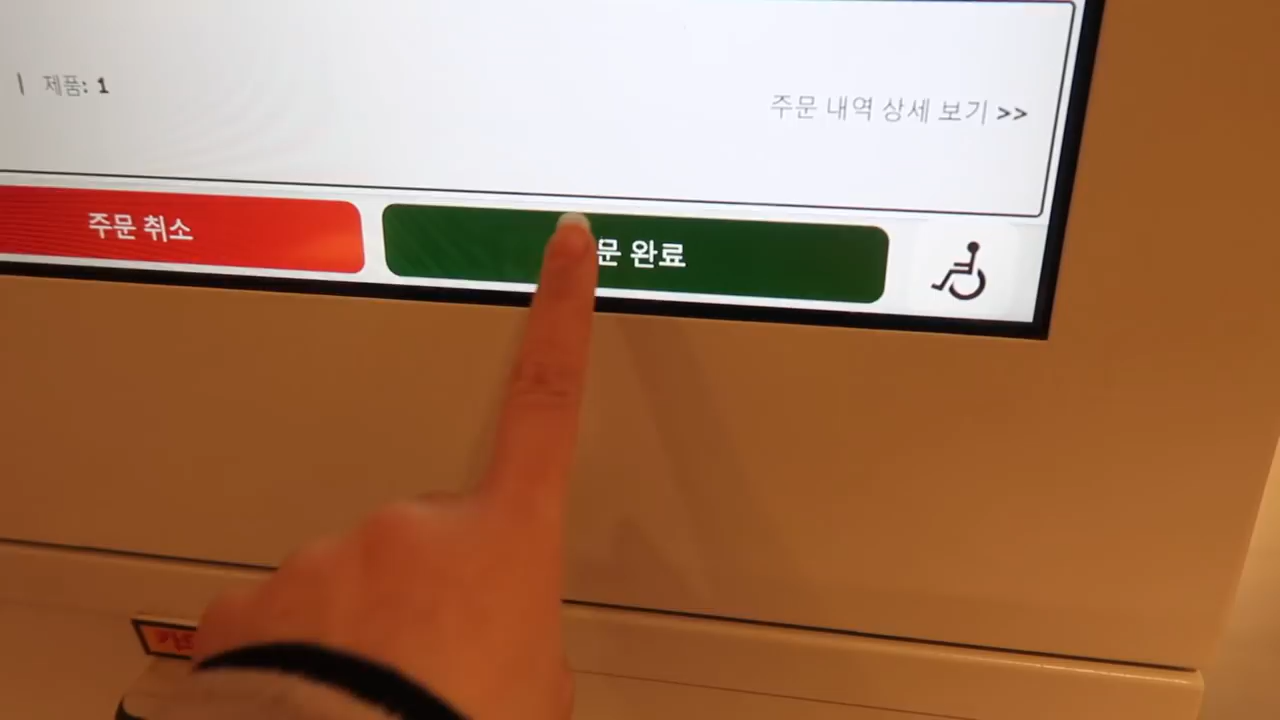 | 제품: 1
주문 내역 상세 보기 >>
주문 취소
문 완료